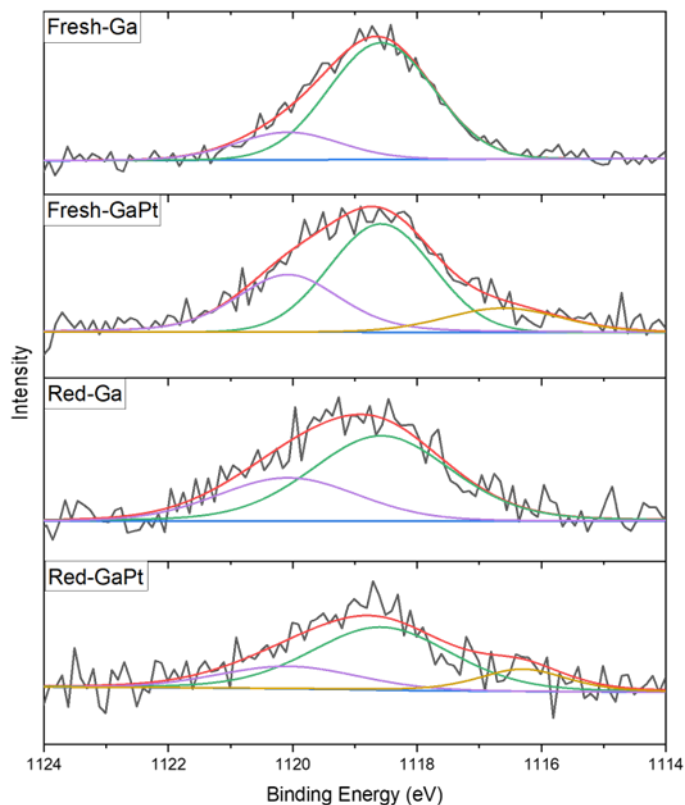 Fresh-Ga
Fresh-GaPt
Red-Ga
Red-GaPt
Intensity
1124 1122 1120 1118 1116 1114
Binding Energy (eV)